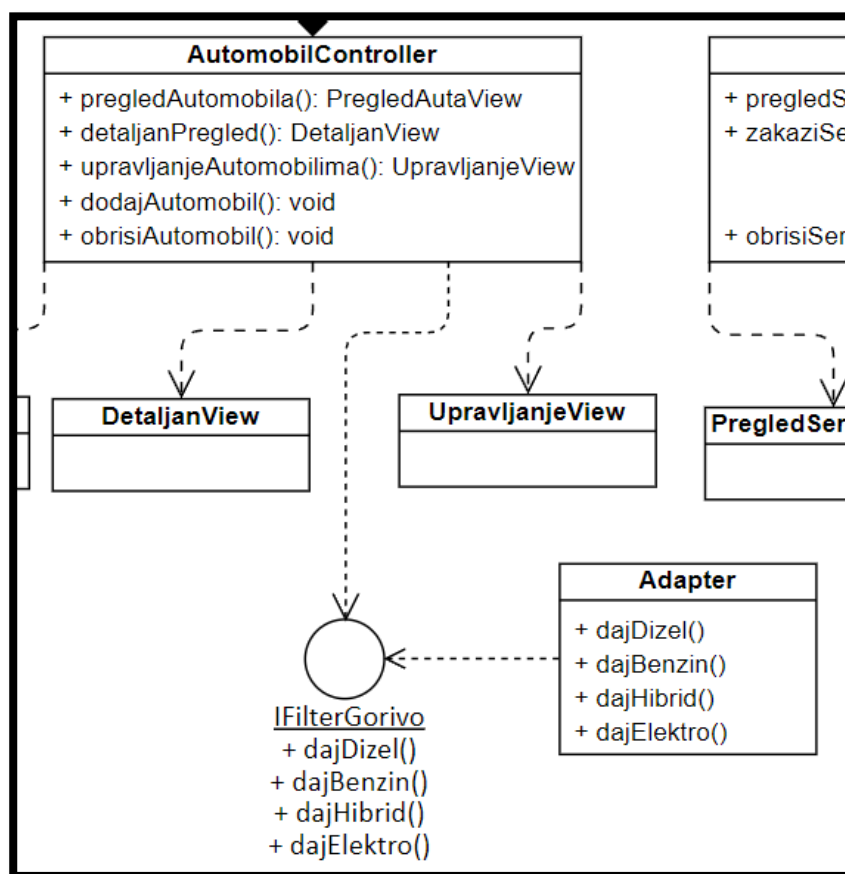 AutomobilController
+ pregledAutomobila(): PregledAutaView
+ detaljanPregled(): DetaljanView
+ upravljanjeAutomobilima(): UpravljanjeView
+ dodajAutomobil(): void
+ obrisiAutomobil(): void
+ pregledS
+ zakaziSe
+ obrisiSer
DetaljanView
UpravljanjeView
PregledSer
Adapter
+ dajDizel()
+ dajBenzin()
+ dajHibrid()
+ dajElektro()
IFilterGorivo
+ dajDizel()
+ dajBenzin()
+ dajHibrid()
+ dajElektro()